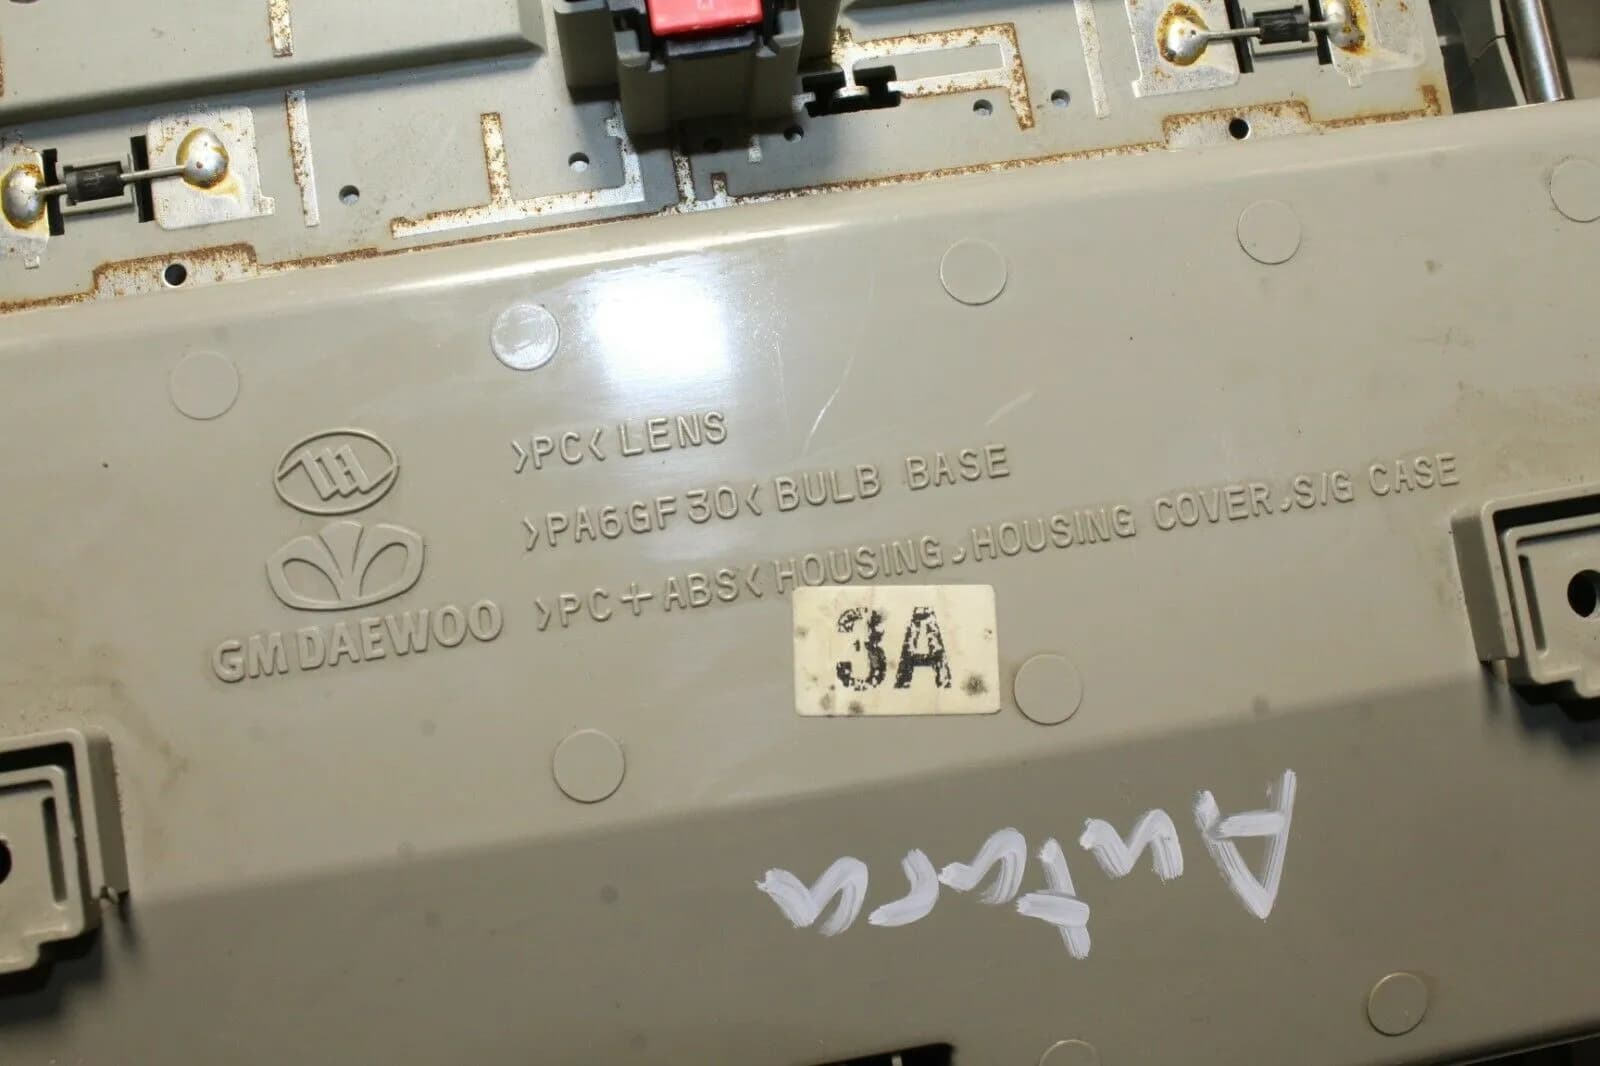 >PC< LENS
>PA6GF30< BULB BASE
>PC+ABS< HOUSING,HOUSING COVER,S/G CASE
GM DAEWOO
3A
Antara